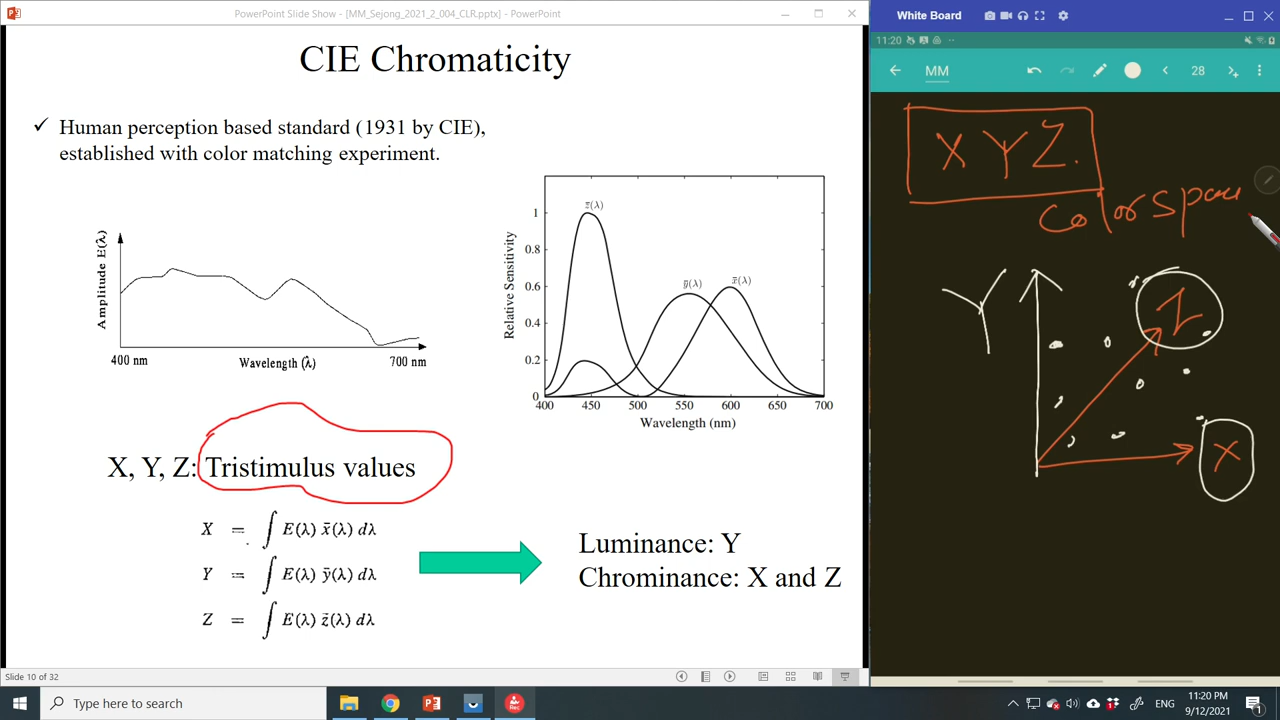 PowerPoint Slide Show - [MM_Sejong_2021_2_004_CLR.pptx] - PowerPoint
CIE Chromaticity
✓ Human perception based standard (1931 by CIE),
established with color matching experiment.
Amplitude E(λ)
400 nm
Wavelength (λ)
700 nm
Relative Sensitivity
1
0.8
0.6
0.4
0.2
0
z̄(λ)
ȳ(λ)
x̄(λ)
400 450 500 550 600 650 700
Wavelength (nm)
X, Y, Z: Tristimulus values
X = ∫ E(λ) x̄(λ) dλ
Y = ∫ E(λ) ȳ(λ) dλ
Z = ∫ E(λ) z̄(λ) dλ
Luminance: Y
Chrominance: X and Z
Slide 10 of 32
White Board
11:20
MM
28
X Y Z.
Color Space
Y
Z
X
Type here to search
ENG
11:20 PM
9/12/2021
1